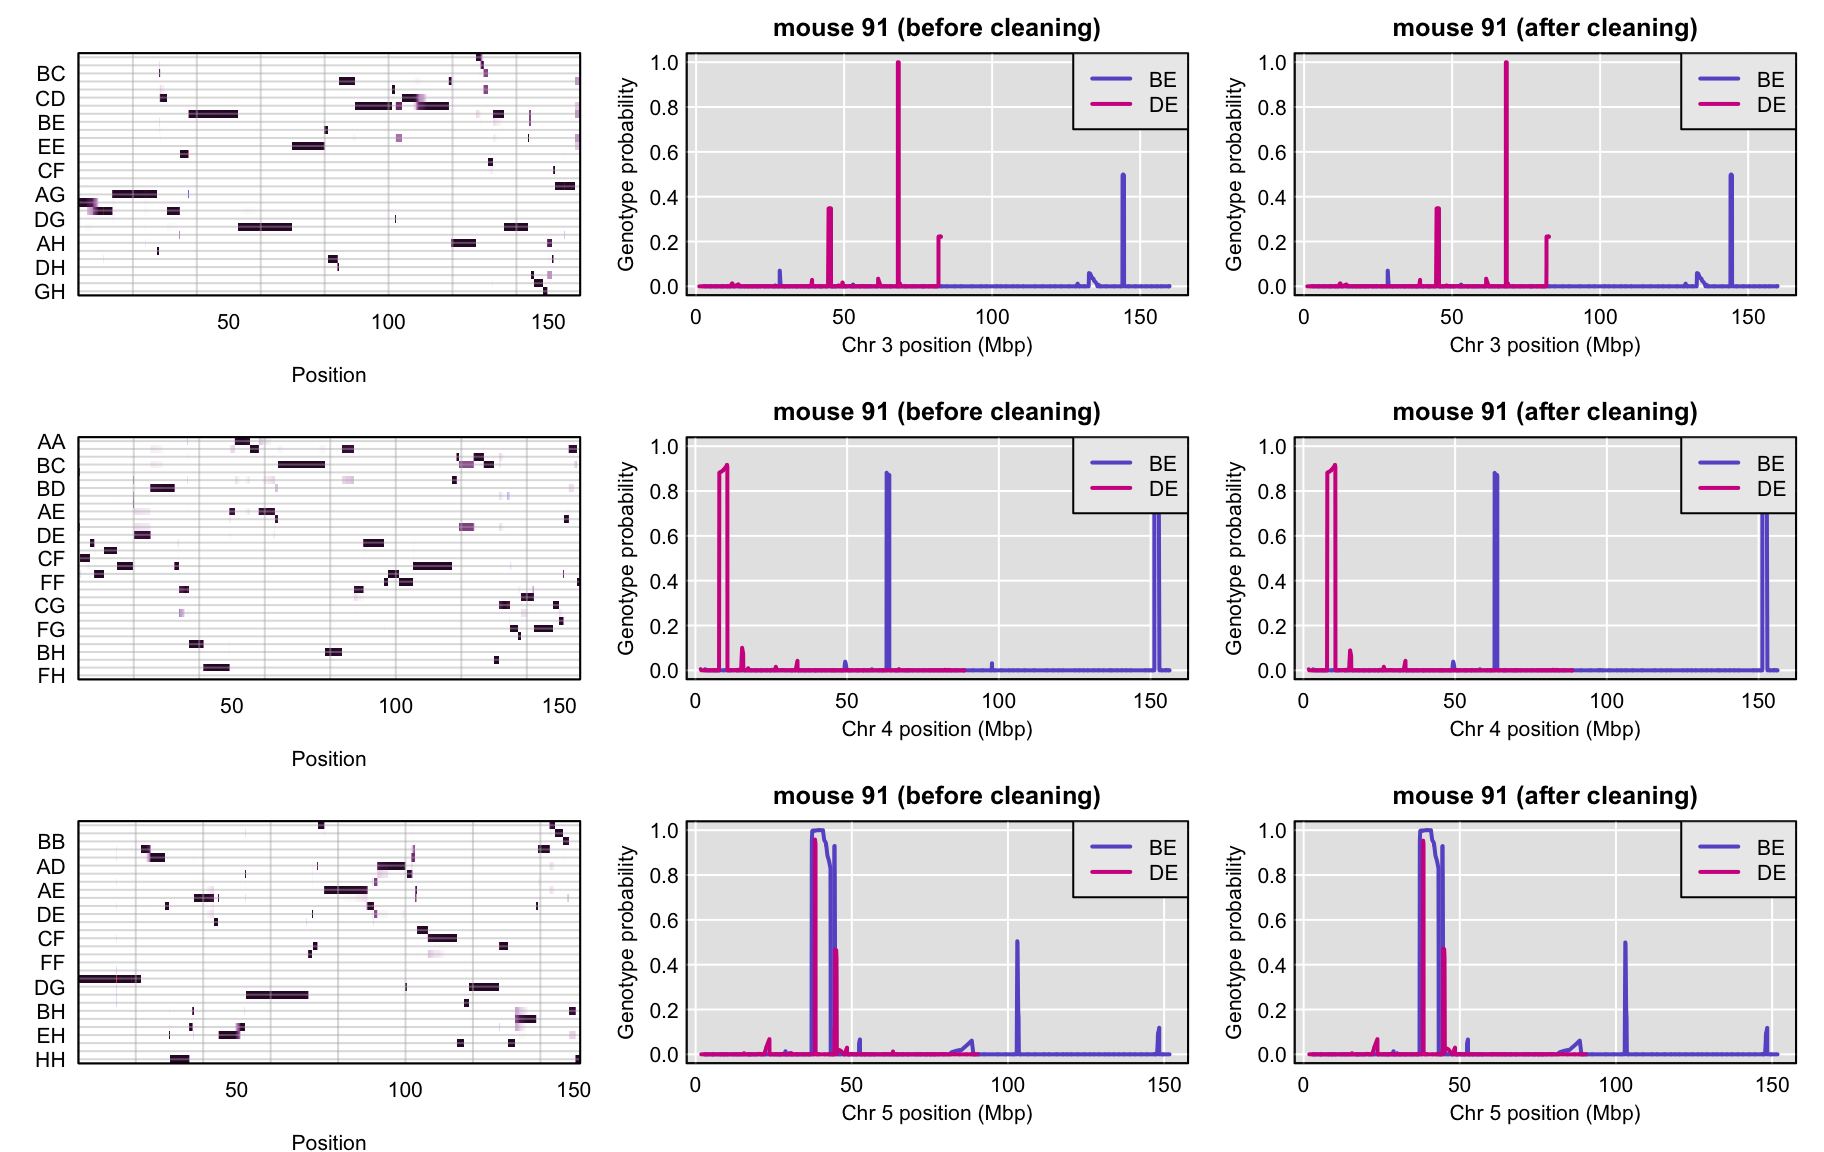 BC
CD
BE
EE
CF
AG
DG
AH
DH
GH
50 100 150
Position
mouse 91 (before cleaning)
1.0
0.8
0.6
0.4
0.2
0.0
Genotype probability
BE
DE
0 50 100 150
Chr 3 position (Mbp)
mouse 91 (after cleaning)
1.0
0.8
0.6
0.4
0.2
0.0
Genotype probability
BE
DE
0 50 100 150
Chr 3 position (Mbp)
AA
BC
BD
AE
DE
CF
FF
CG
FG
BH
FH
50 100 150
Position
mouse 91 (before cleaning)
1.0
0.8
0.6
0.4
0.2
0.0
Genotype probability
BE
DE
0 50 100 150
Chr 4 position (Mbp)
mouse 91 (after cleaning)
1.0
0.8
0.6
0.4
0.2
0.0
Genotype probability
BE
DE
0 50 100 150
Chr 4 position (Mbp)
BB
AD
AE
DE
CF
FF
DG
BH
EH
HH
50 100 150
Position
mouse 91 (before cleaning)
1.0
0.8
0.6
0.4
0.2
0.0
Genotype probability
BE
DE
0 50 100 150
Chr 5 position (Mbp)
mouse 91 (after cleaning)
1.0
0.8
0.6
0.4
0.2
0.0
Genotype probability
BE
DE
0 50 100 150
Chr 5 position (Mbp)